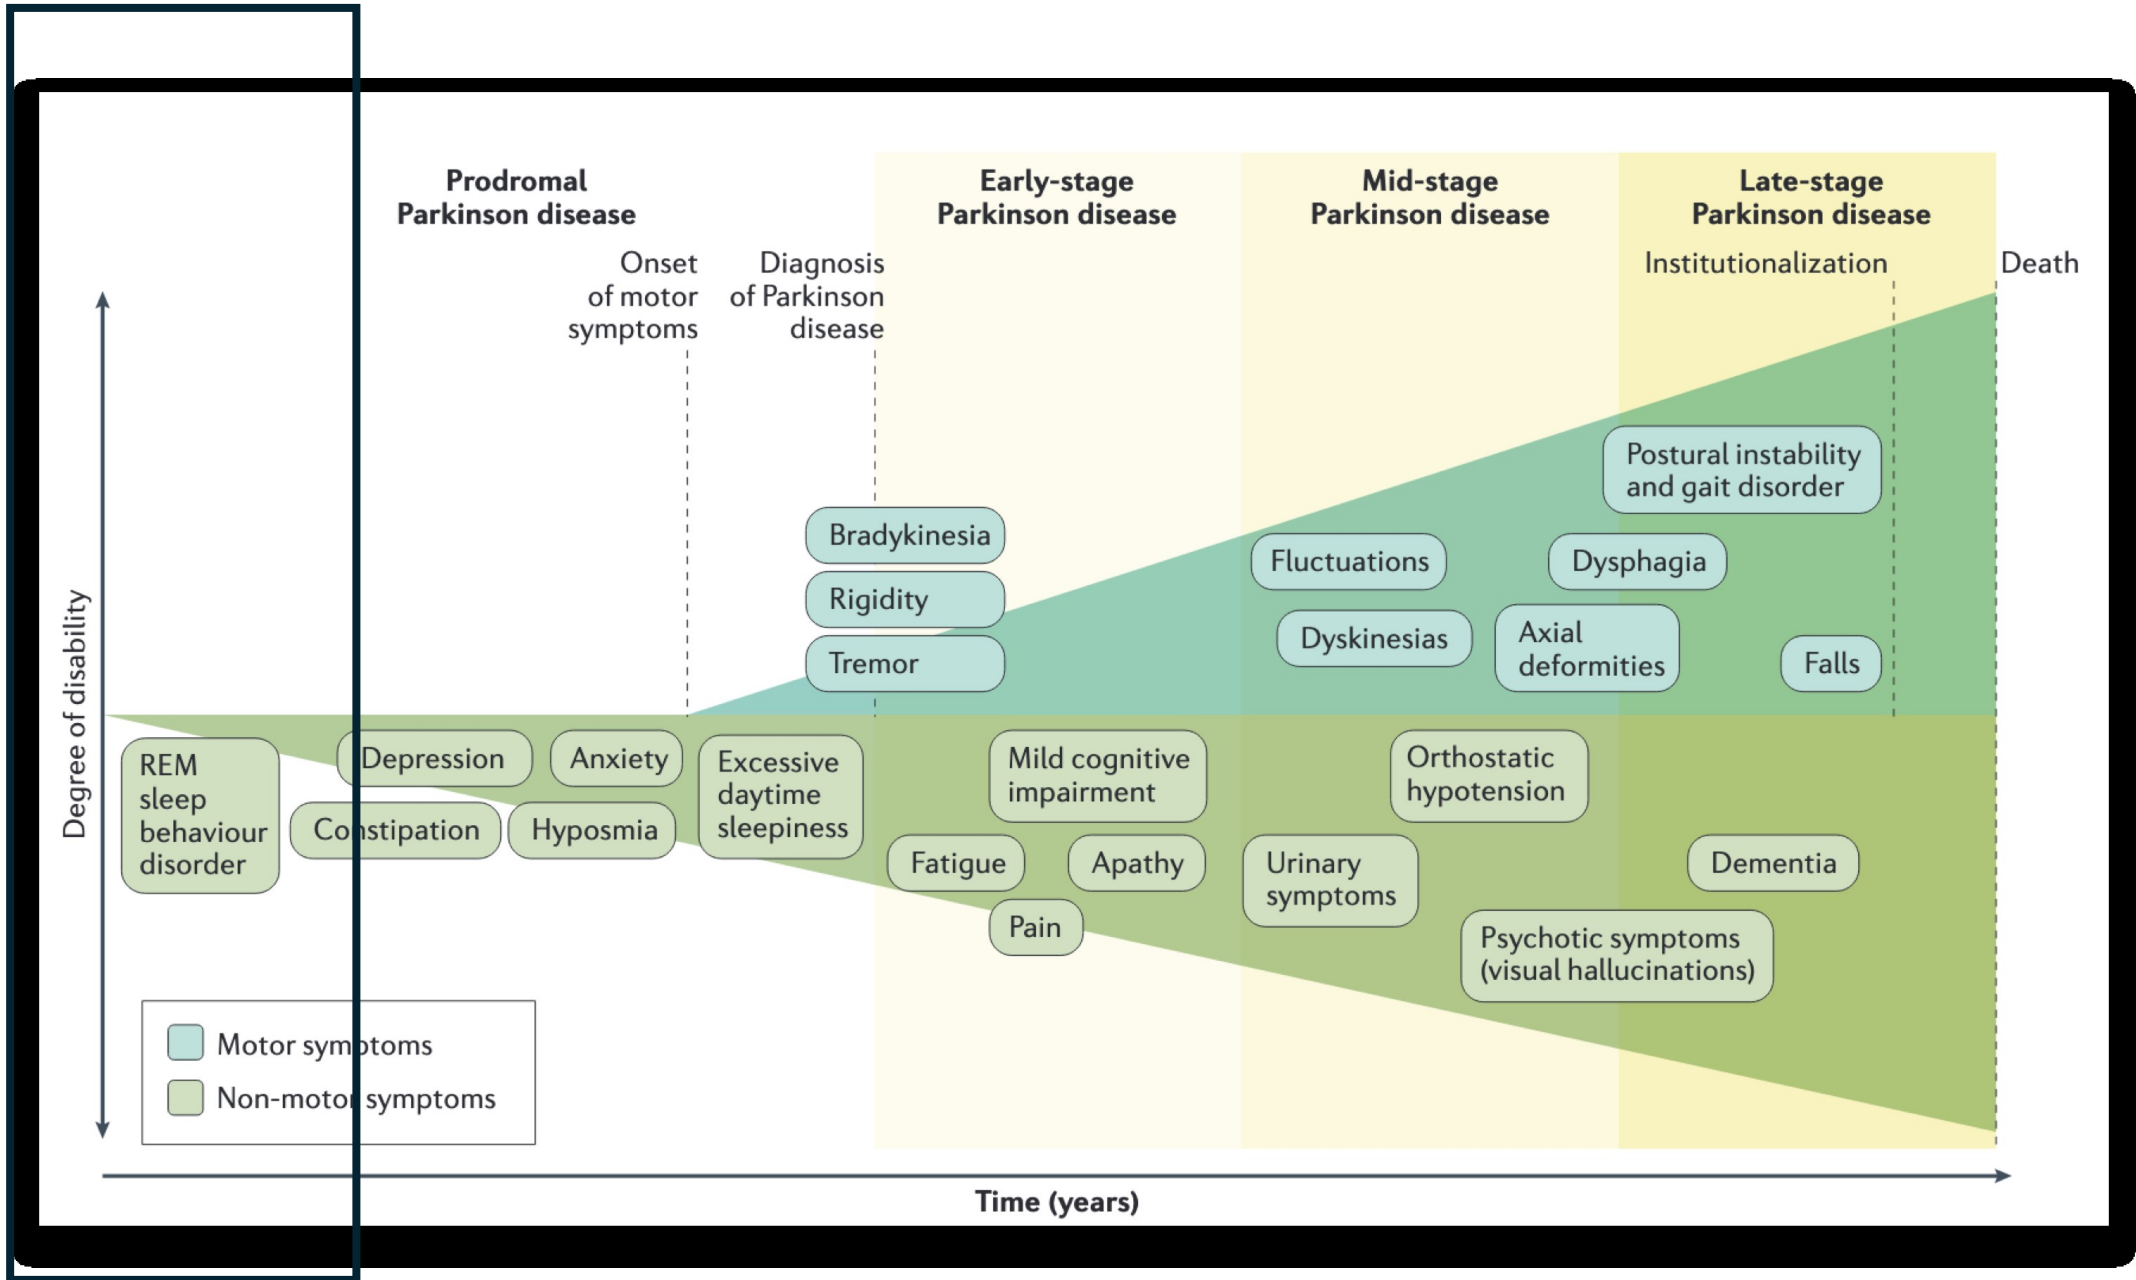 Prodromal
Parkinson disease
Early-stage
Parkinson disease
Mid-stage
Parkinson disease
Late-stage
Parkinson disease
Onset
of motor
symptoms
Diagnosis
of Parkinson
disease
Institutionalization
Death
Degree of disability
Bradykinesia
Rigidity
Tremor
Fluctuations
Dyskinesias
Postural instability
and gait disorder
Dysphagia
Axial
deformities
Falls
REM
sleep
behaviour
disorder
Depression
Constipation
Anxiety
Hyposmia
Excessive
daytime
sleepiness
Mild cognitive
impairment
Fatigue
Apathy
Pain
Orthostatic
hypotension
Urinary
symptoms
Dementia
Psychotic symptoms
(visual hallucinations)
Motor symptoms
Non-motor symptoms
Time (years)